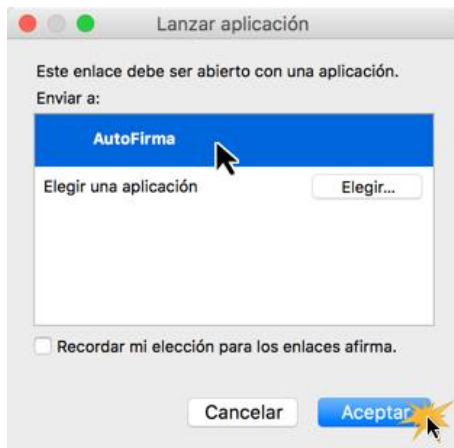 Lanzar aplicación
Este enlace debe ser abierto con una aplicación.
Enviar a:
AutoFirma
Elegir una aplicación
Elegir...
Recordar mi elección para los enlaces afirma.
Cancelar
Aceptar